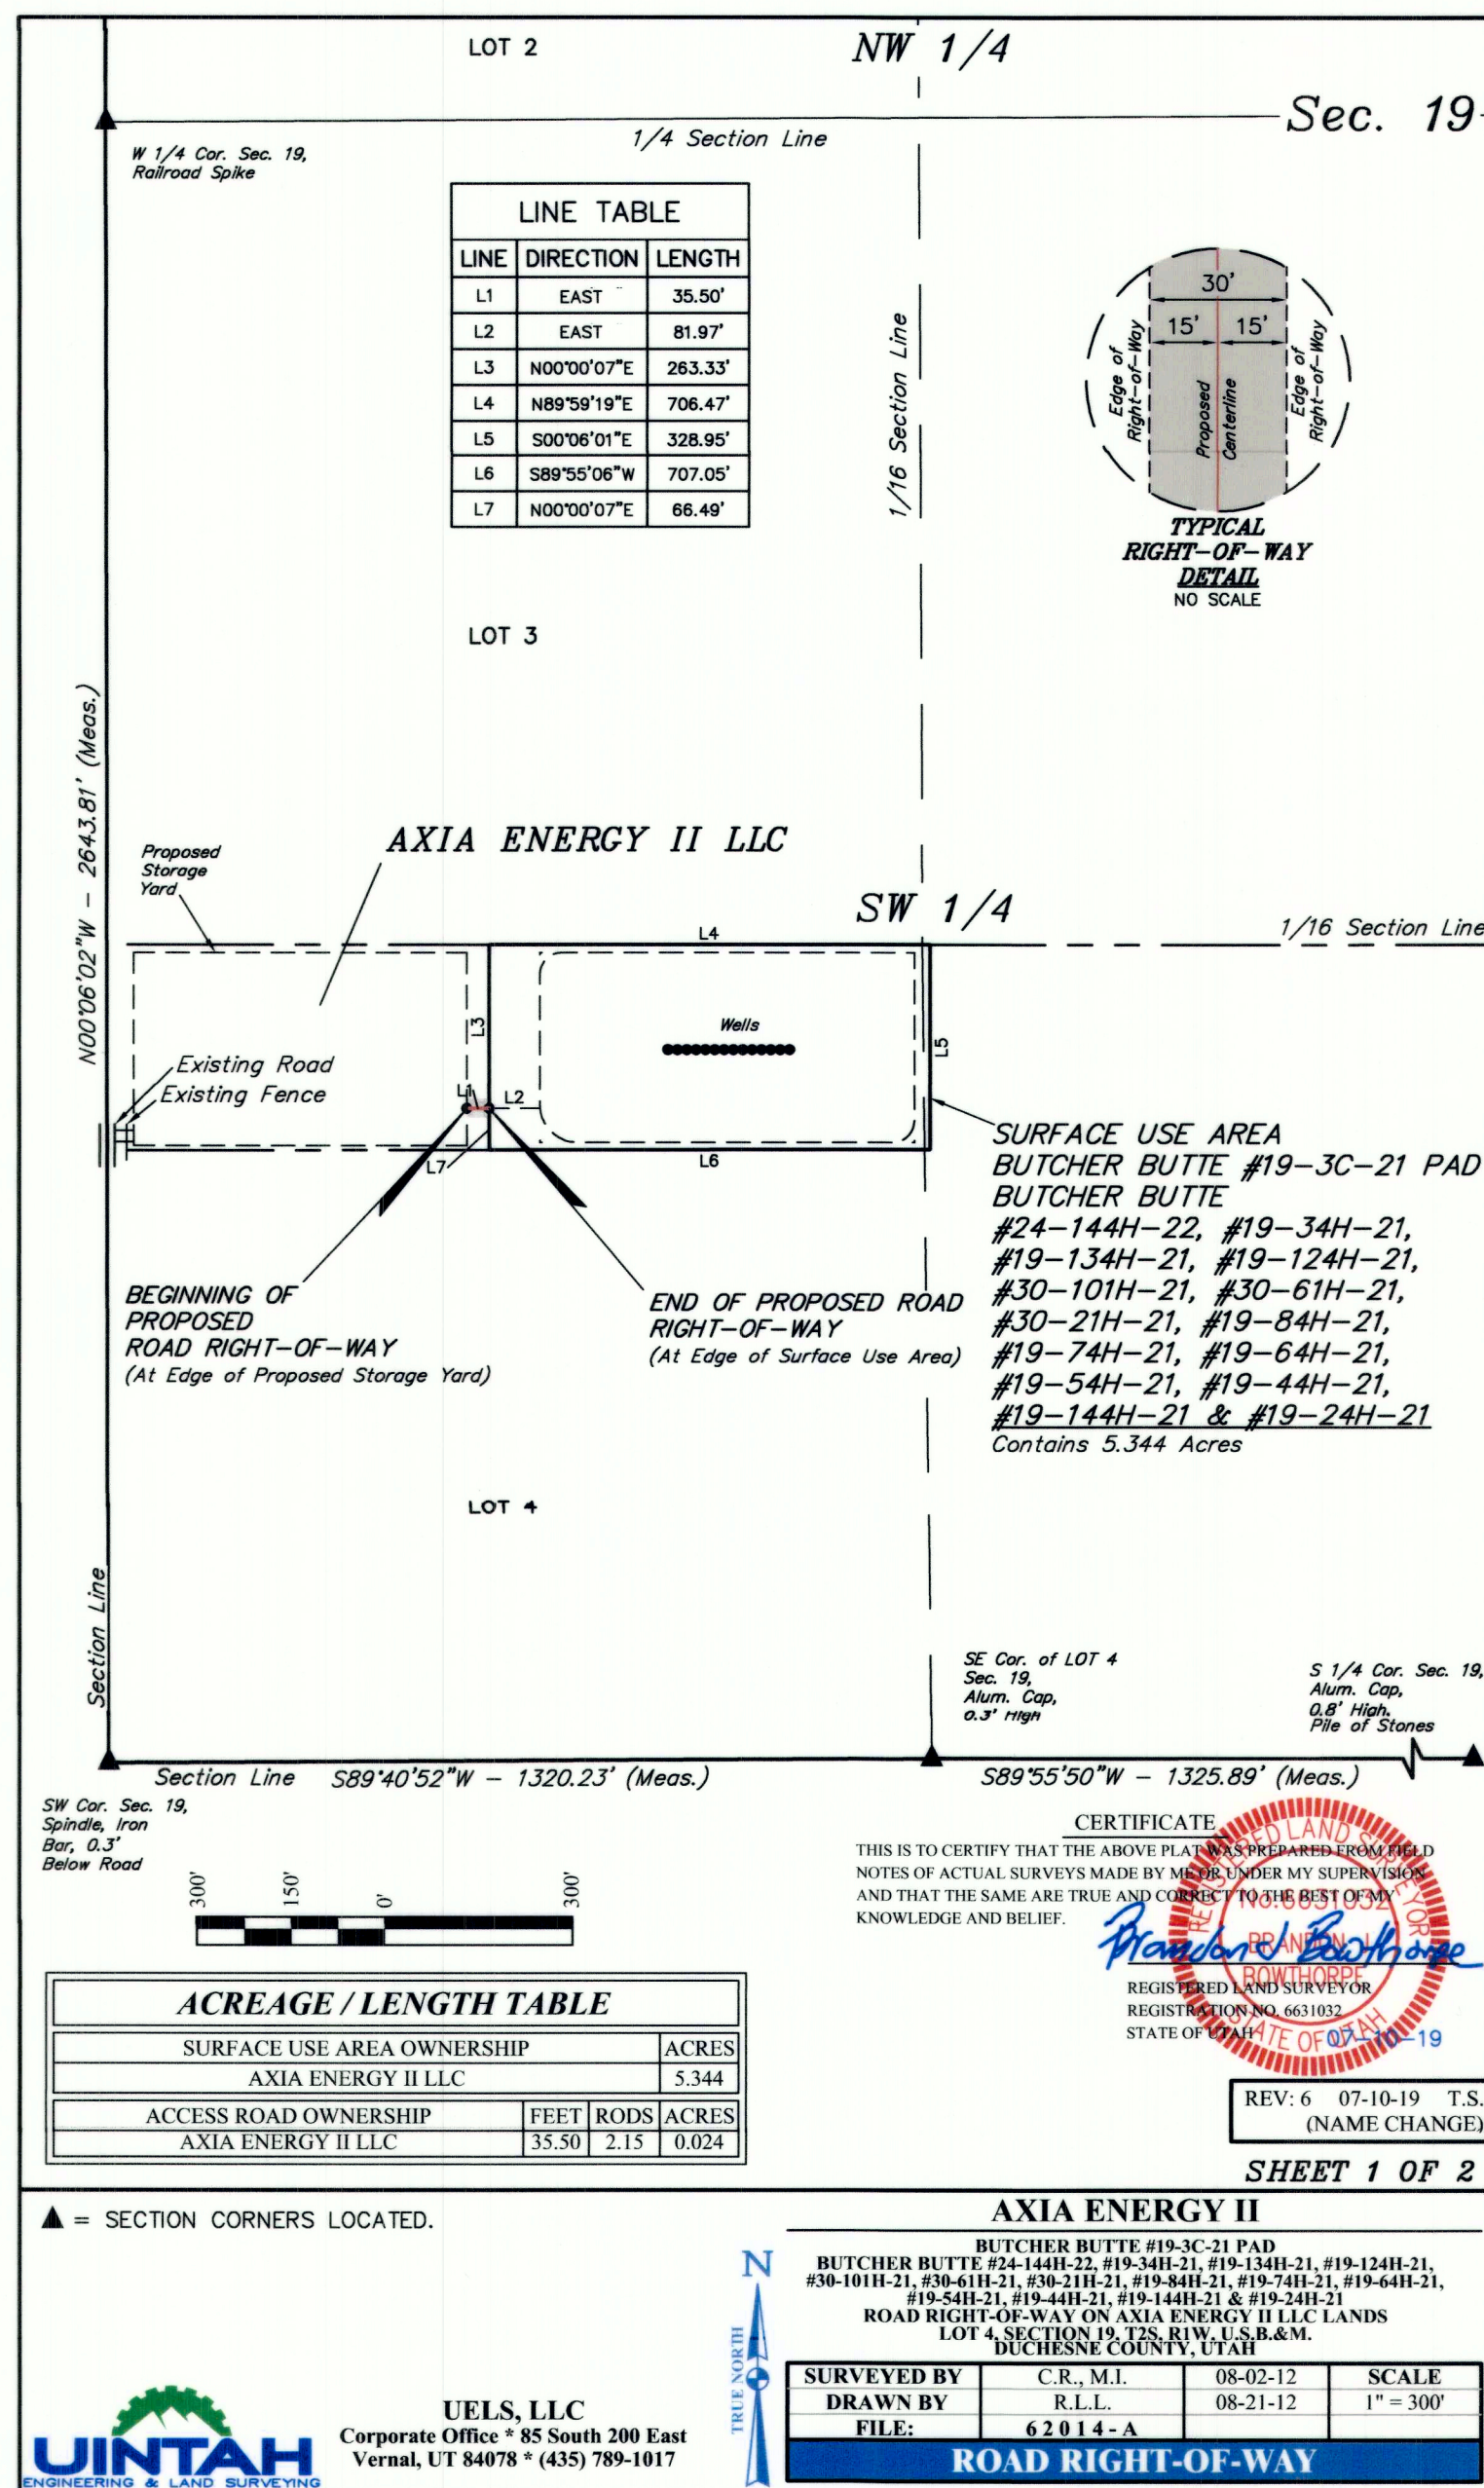 LOT 2
NW 1/4
Sec. 19
1/4 Section Line
W 1/4 Cor. Sec. 19,
Railroad Spike
LINE TABLE
LINE DIRECTION LENGTH
L1 EAST 35.50'
L2 EAST 81.97'
L3 N00°00'07"E 263.33'
L4 N89°59'19"E 706.47'
L5 S00°06'01"E 328.95'
L6 S89°55'06"W 707.05'
L7 N00°00'07"E 66.49'
1/16 Section Line
30'
15' 15'
Edge of
Right-of-Way
Proposed
Centerline
Edge of
Right-of-Way
TYPICAL
RIGHT-OF-WAY
DETAIL
NO SCALE
LOT 3
N00°06'02"W - 2643.81' (Meas.)
AXIA ENERGY II LLC
Proposed
Storage
Yard
SW 1/4
1/16 Section Line
L4
L3
Wells
L5
Existing Road
Existing Fence
L1
L2
L7
L6
SURFACE USE AREA
BUTCHER BUTTE #19-3C-21 PAD
BUTCHER BUTTE
#24-144H-22, #19-34H-21,
#19-134H-21, #19-124H-21,
#30-101H-21, #30-61H-21,
#30-21H-21, #19-84H-21,
#19-74H-21, #19-64H-21,
#19-54H-21, #19-44H-21,
#19-144H-21 & #19-24H-21
Contains 5.344 Acres
BEGINNING OF
PROPOSED
ROAD RIGHT-OF-WAY
(At Edge of Proposed Storage Yard)
END OF PROPOSED ROAD
RIGHT-OF-WAY
(At Edge of Surface Use Area)
LOT 4
Section Line
SE Cor. of LOT 4
Sec. 19,
Alum. Cap,
0.3' High
S 1/4 Cor. Sec. 19,
Alum. Cap,
0.8' High.
Pile of Stones
Section Line S89°40'52"W - 1320.23' (Meas.)
S89°55'50"W - 1325.89' (Meas.)
SW Cor. Sec. 19,
Spindle, Iron
Bar, 0.3'
Below Road
300' 150' 0' 300'
CERTIFICATE
THIS IS TO CERTIFY THAT THE ABOVE PLAT WAS PREPARED FROM FIELD
NOTES OF ACTUAL SURVEYS MADE BY ME OR UNDER MY SUPERVISION
AND THAT THE SAME ARE TRUE AND CORRECT TO THE BEST OF MY
KNOWLEDGE AND BELIEF.
REGISTERED LAND SURVEYOR
No. 6631032
BRANDON J.
BOWTHORPE
STATE OF UTAH
Brandon J Bowthorpe
REGISTERED LAND SURVEYOR
REGISTRATION NO. 6631032
STATE OF UTAH
07-10-19
ACREAGE / LENGTH TABLE
SURFACE USE AREA OWNERSHIP ACRES
AXIA ENERGY II LLC 5.344
ACCESS ROAD OWNERSHIP FEET RODS ACRES
AXIA ENERGY II LLC 35.50 2.15 0.024
REV: 6 07-10-19 T.S.
(NAME CHANGE)
SHEET 1 OF 2
▲ = SECTION CORNERS LOCATED.
AXIA ENERGY II
BUTCHER BUTTE #19-3C-21 PAD
BUTCHER BUTTE #24-144H-22, #19-34H-21, #19-134H-21, #19-124H-21,
#30-101H-21, #30-61H-21, #30-21H-21, #19-84H-21, #19-74H-21, #19-64H-21,
#19-54H-21, #19-44H-21, #19-144H-21 & #19-24H-21
ROAD RIGHT-OF-WAY ON AXIA ENERGY II LLC LANDS
LOT 4, SECTION 19, T2S, R1W, U.S.B.&M.
DUCHESNE COUNTY, UTAH
N
TRUE NORTH
SURVEYED BY C.R., M.I. 08-02-12 SCALE
DRAWN BY R.L.L. 08-21-12 1" = 300'
FILE: 62014-A
ROAD RIGHT-OF-WAY
UINTAH
ENGINEERING & LAND SURVEYING
UELS, LLC
Corporate Office * 85 South 200 East
Vernal, UT 84078 * (435) 789-1017